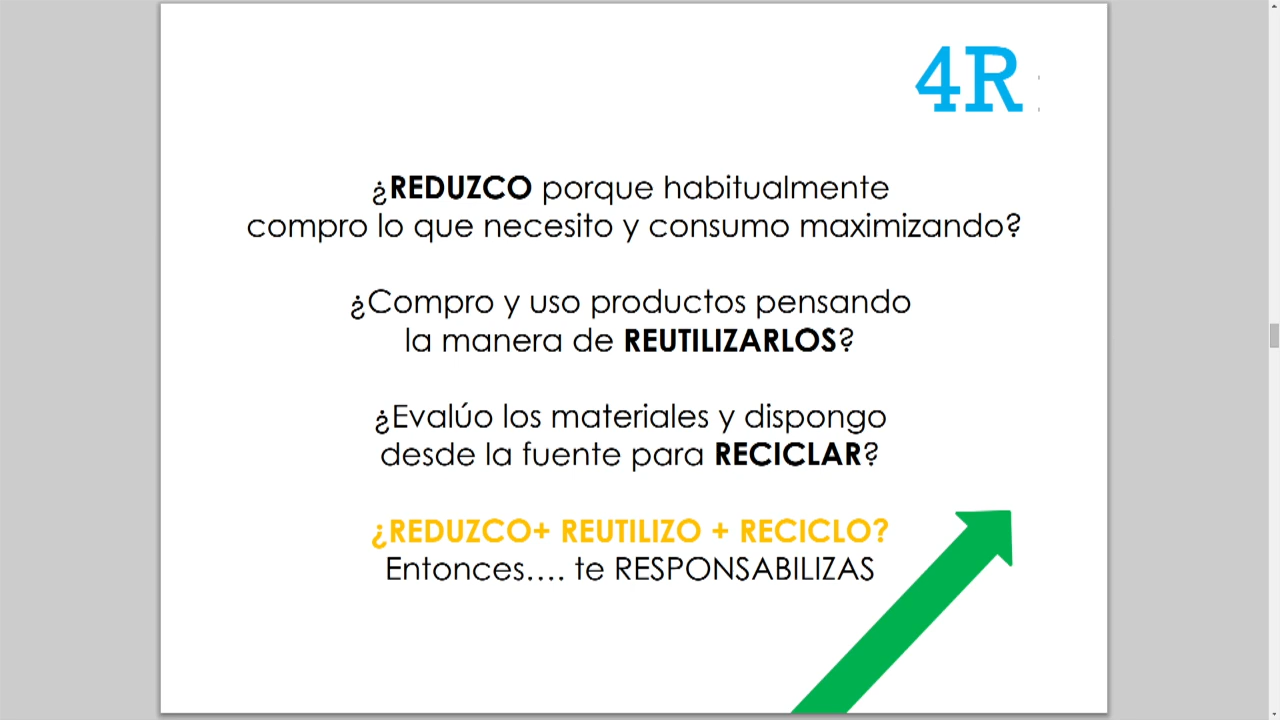 4R
¿REDUZCO porque habitualmente
compro lo que necesito y consumo maximizando?
¿Compro y uso productos pensando
la manera de REUTILIZARLOS?
¿Evalúo los materiales y dispongo
desde la fuente para RECICLAR?
¿REDUZCO+ REUTILIZO + RECICLO?
Entonces.... te RESPONSABILIZAS